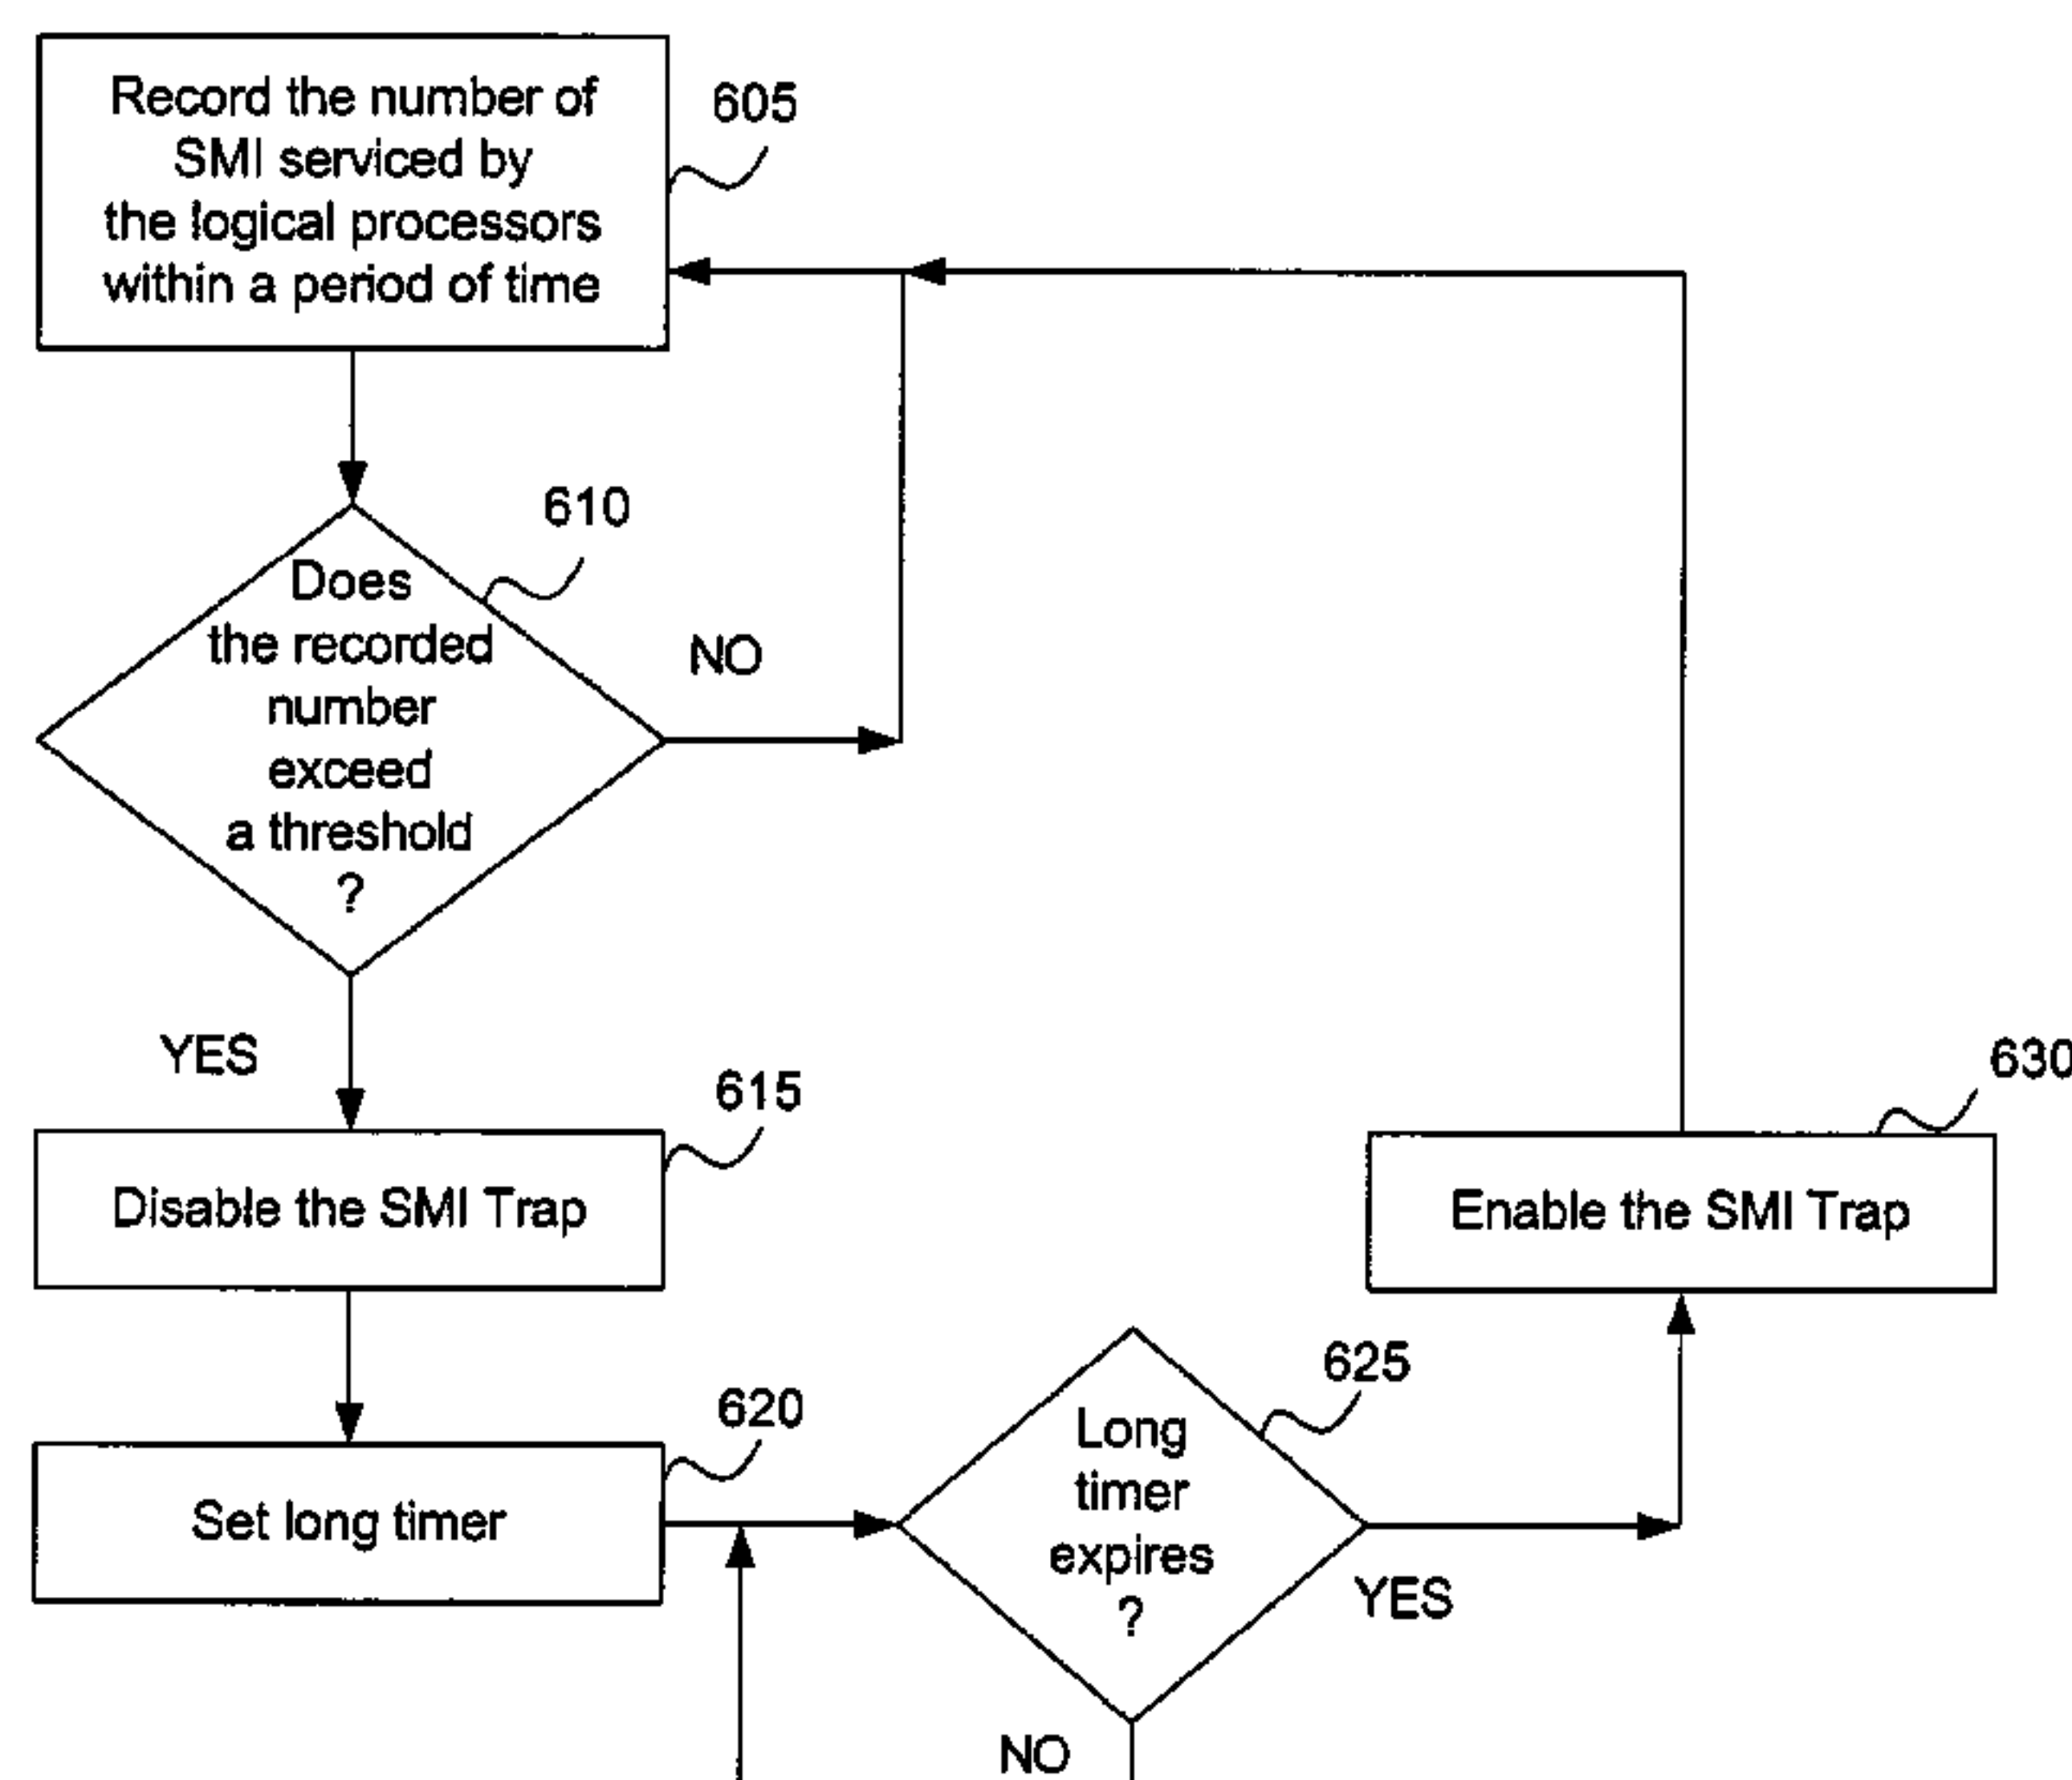 Record the number of
SMI serviced by
the logical processors
within a period of time
605
610
Does
the recorded
number
exceed
a threshold
?
NO
YES
615
Disable the SMI Trap
630
Enable the SMI Trap
620
Set long timer
625
Long
timer
expires
?
YES
NO